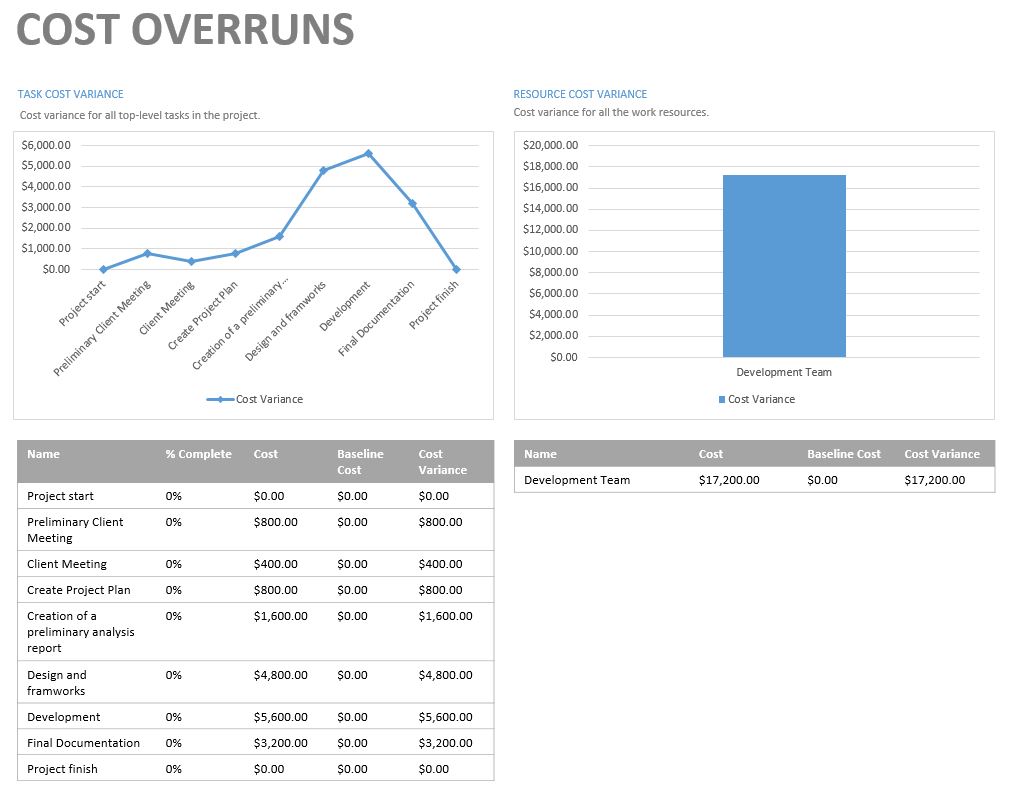 COST OVERRUNS
TASK COST VARIANCE
Cost variance for all top-level tasks in the project.
$6,000.00
$5,000.00
$4,000.00
$3,000.00
$2,000.00
$1,000.00
$0.00
Project start
Preliminary Client Meeting
Client Meeting
Create Project Plan
Creation of a preliminary...
Design and framworks
Development
Final Documentation
Project finish
Cost Variance
RESOURCE COST VARIANCE
Cost variance for all the work resources.
$20,000.00
$18,000.00
$16,000.00
$14,000.00
$12,000.00
$10,000.00
$8,000.00
$6,000.00
$4,000.00
$2,000.00
$0.00
Development Team
Cost Variance
Name % Complete Cost Baseline Cost
Cost Variance
Project start 0% $0.00 $0.00 $0.00
Preliminary Client 0% $800.00 $0.00 $800.00
Meeting
Client Meeting 0% $400.00 $0.00 $400.00
Create Project Plan 0% $800.00 $0.00 $800.00
Creation of a 0% $1,600.00 $0.00 $1,600.00
preliminary analysis
report
Design and 0% $4,800.00 $0.00 $4,800.00
framworks
Development 0% $5,600.00 $0.00 $5,600.00
Final Documentation 0% $3,200.00 $0.00 $3,200.00
Project finish 0% $0.00 $0.00 $0.00
Name Cost Baseline Cost Cost Variance
Development Team $17,200.00 $0.00 $17,200.00